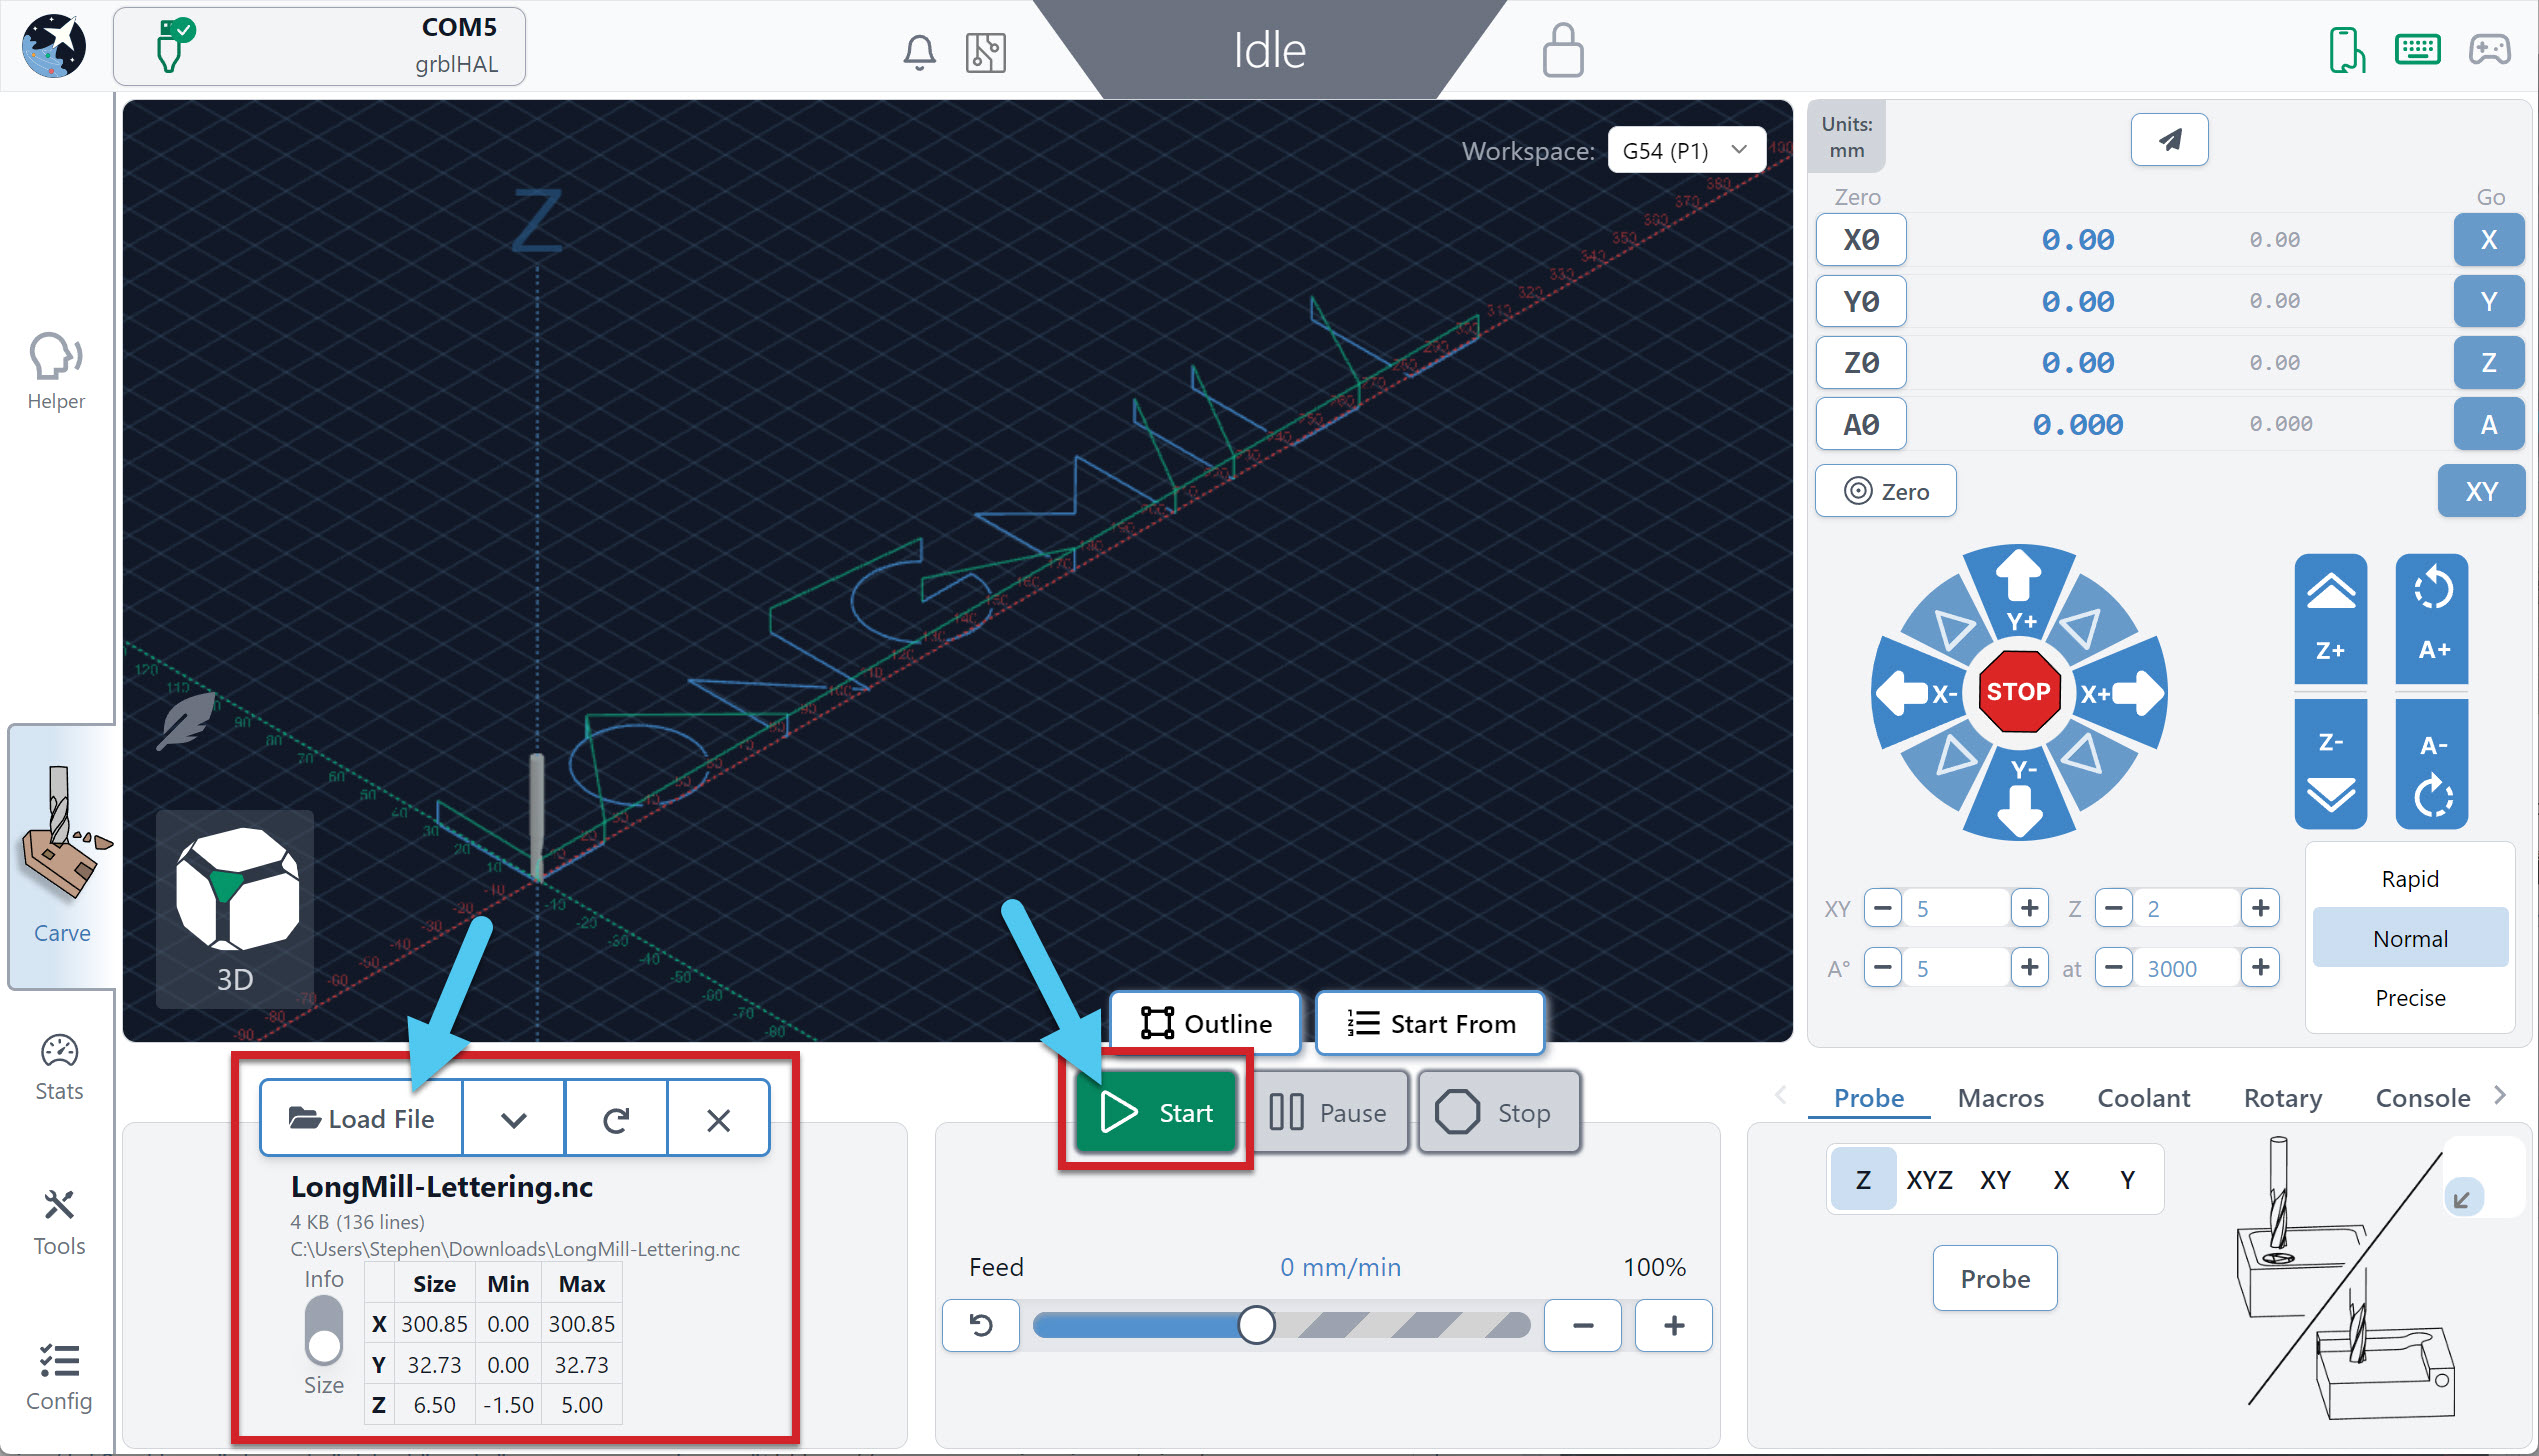 COM5
grblHAL
Idle
Workspace: G54 (P1)
Units:
mm
Zero Go
X0 0.00 0.00 X
Y0 0.00 0.00 Y
Z0 0.00 0.00 Z
A0 0.000 0.000 A
Zero XY
Y+
X- STOP X+
Y-
Z+ A+
Z- A-
Rapid
Normal
Precise
XY 5 Z 2
A° 5 at 3000
Helper
Carve
Stats
Tools
Config
Z
3D
Outline
Start From
Load File
LongMill-Lettering.nc
4 KB (136 lines)
C:\Users\Stephen\Downloads\LongMill-Lettering.nc
Info
Size
Size Min Max
X 300.85 0.00 300.85
Y 32.73 0.00 32.73
Z 6.50 -1.50 5.00
Start
Pause
Stop
Feed 0 mm/min 100%
Probe Macros Coolant Rotary Console
Z XYZ XY X Y
Probe